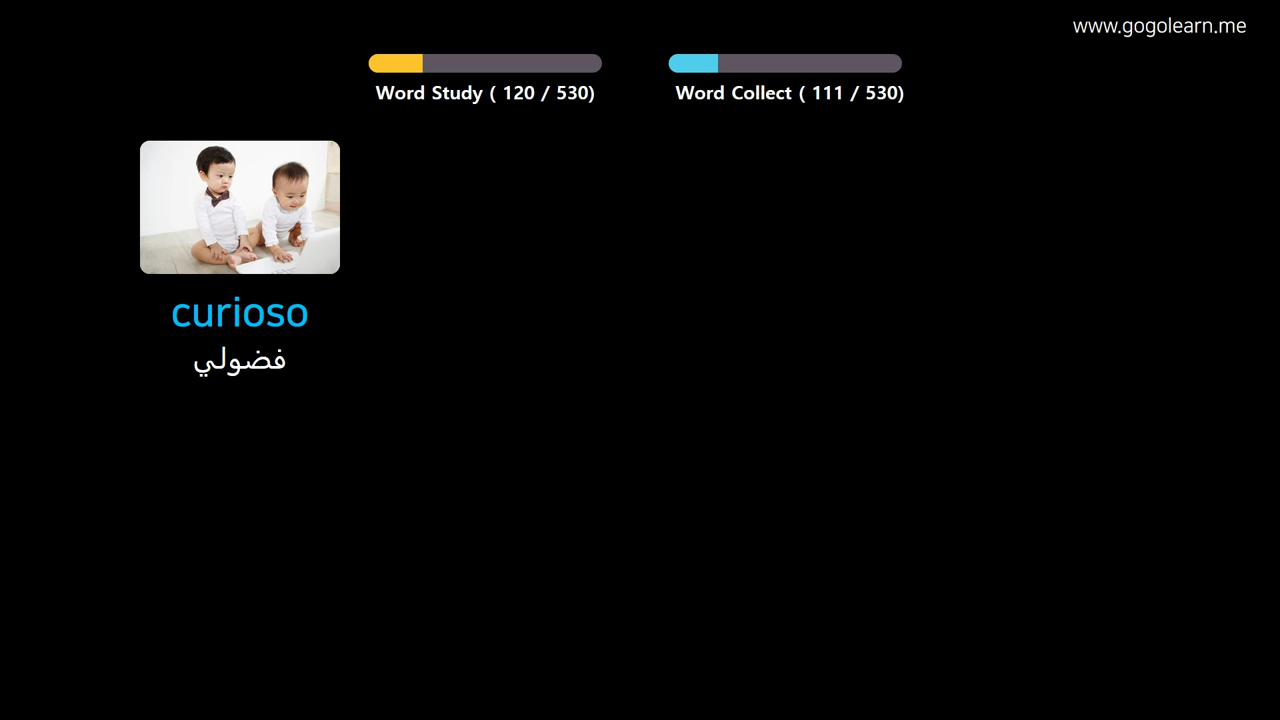 www.gogolearn.me
Word Study ( 120 / 530)
Word Collect ( 111 / 530)
curioso
فضولي